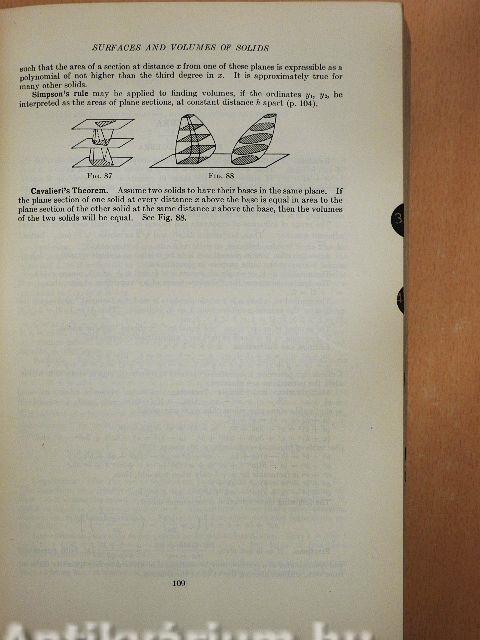 SURFACES AND VOLUMES OF SOLIDS
such that the area of a section at distance x from one of these planes is expressible as a
polynomial of not higher than the third degree in x. It is approximately true for
many other solids.
Simpson's rule may be applied to finding volumes, if the ordinates y₁, y₂, be
interpreted as the areas of plane sections, at constant distance h apart (p. 104).
FIG. 87
FIG. 88
Cavalieri's Theorem. Assume two solids to have their bases in the same plane. If
the plane section of one solid at every distance x above the base is equal in area to the
plane section of the other solid at the same distance x above the base, then the volumes
of the two solids will be equal. See Fig. 88.
3
109
Antikvárium.hu